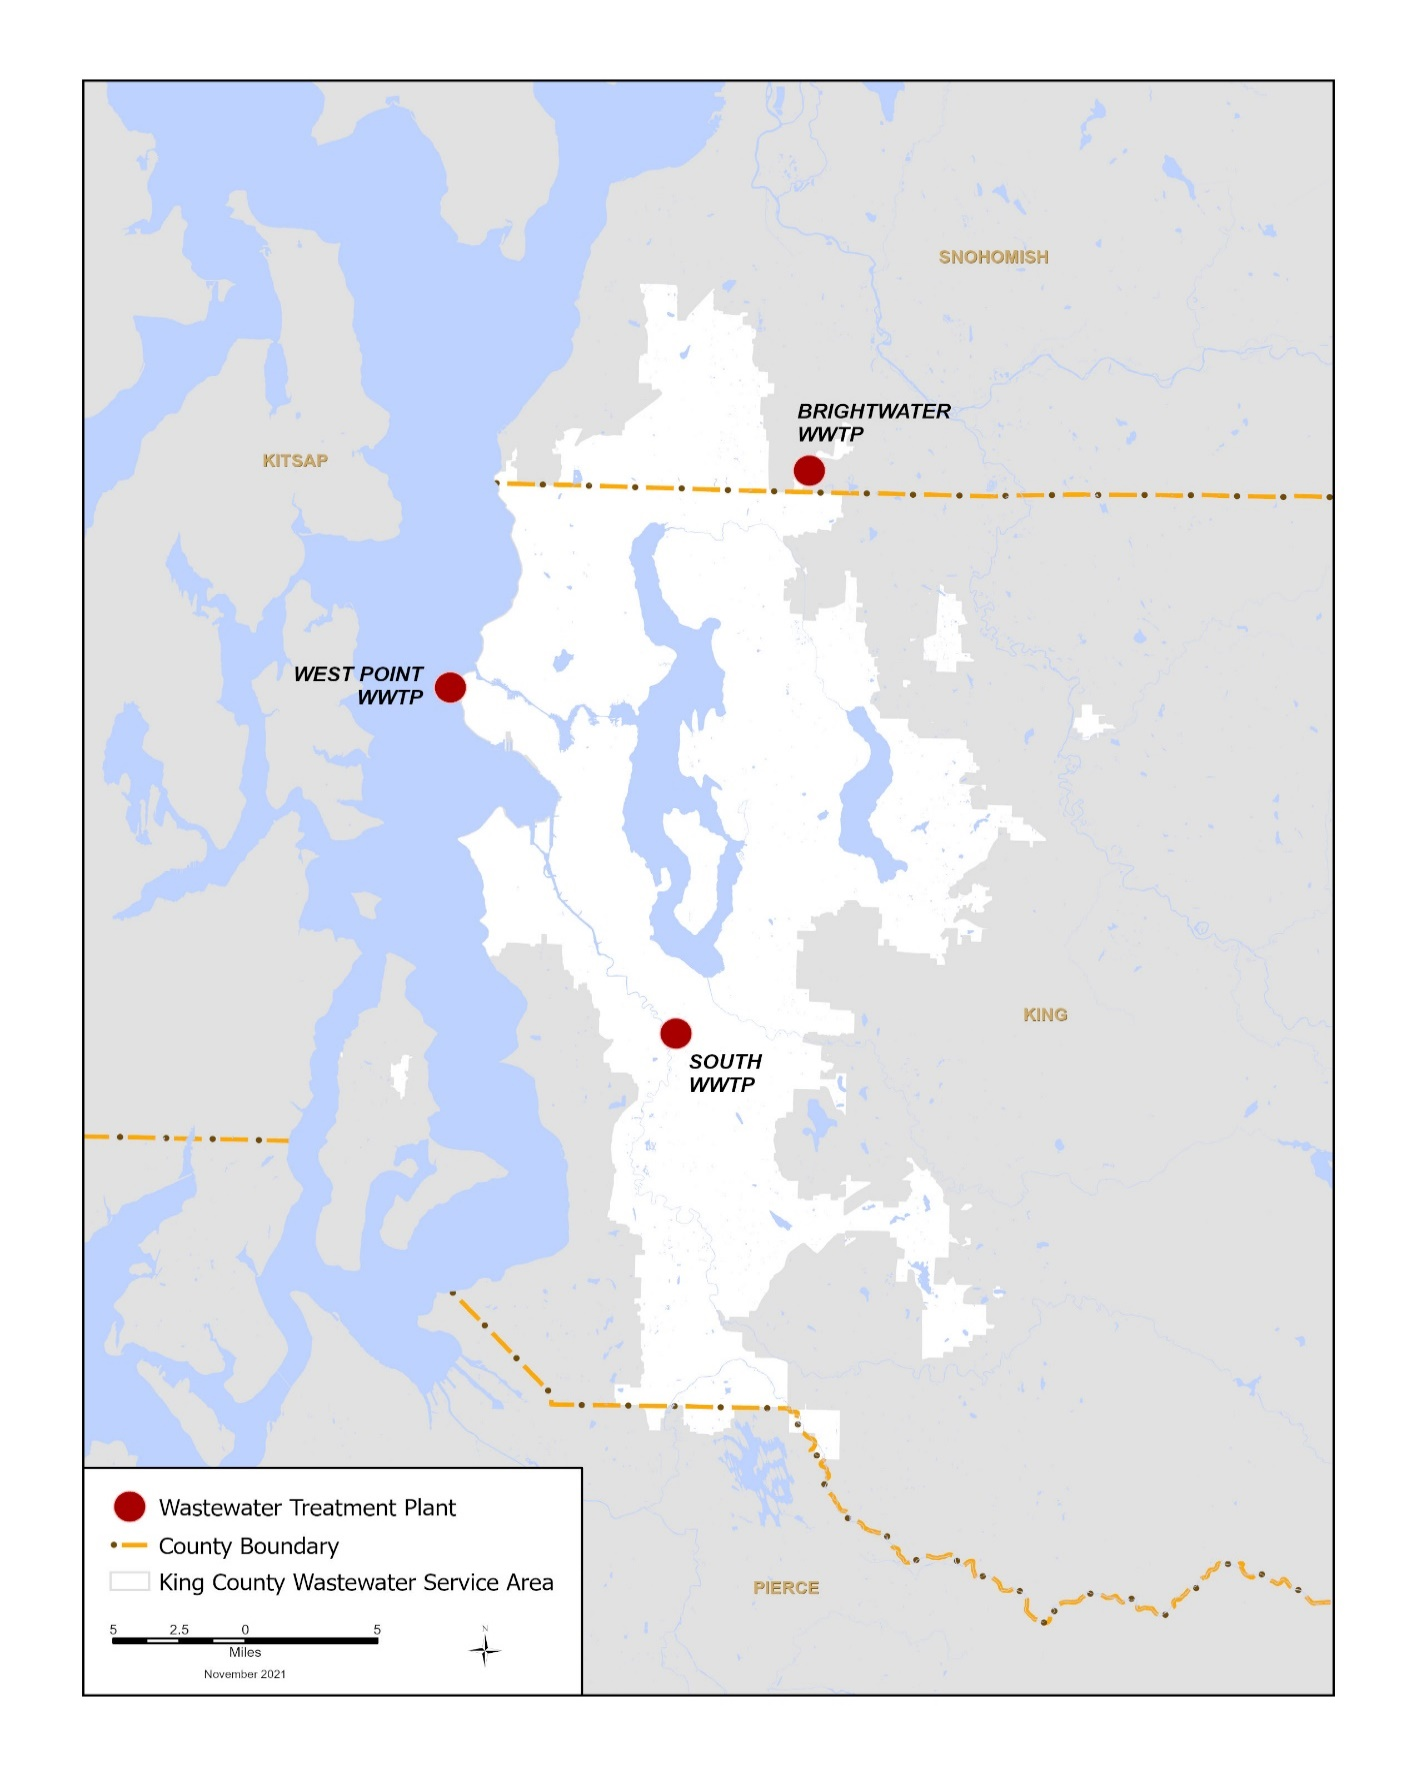 SNOHOMISH
BRIGHTWATER
WWTP
KITSAP
WEST POINT
WWTP
KING
SOUTH
WWTP
PIERCE
Wastewater Treatment Plant
County Boundary
King County Wastewater Service Area
5 2.5 0 5
Miles
November 2021
N